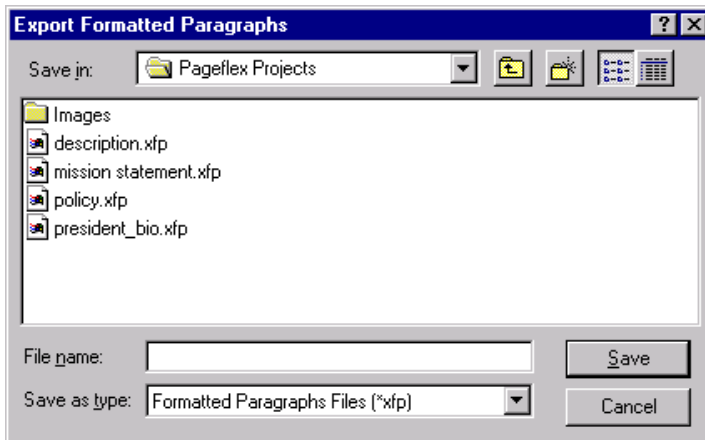 Export Formatted Paragraphs
Save in: Pageflex Projects
Images
description.xfp
mission statement.xfp
policy.xfp
president_bio.xfp
File name: Save
Save as type: Formatted Paragraphs Files (*xfp) Cancel